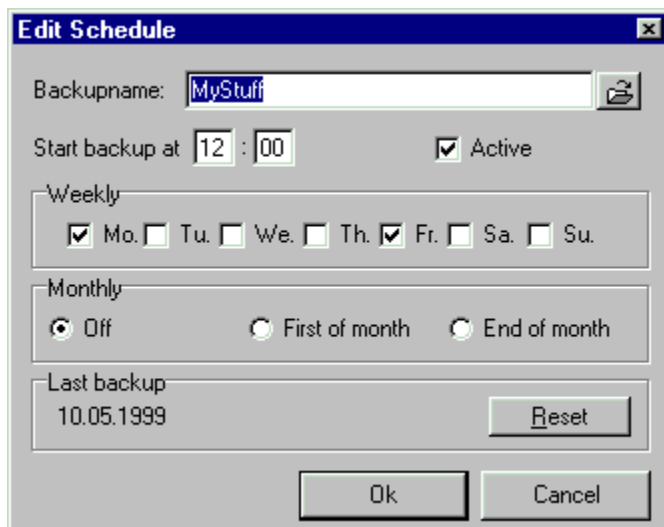 Edit Schedule
Backupname: MyStuff
Start backup at 12 : 00 Active
Weekly
Mo. Tu. We. Th. Fr. Sa. Su.
Monthly
Off First of month End of month
Last backup
10.05.1999 Reset
Ok Cancel